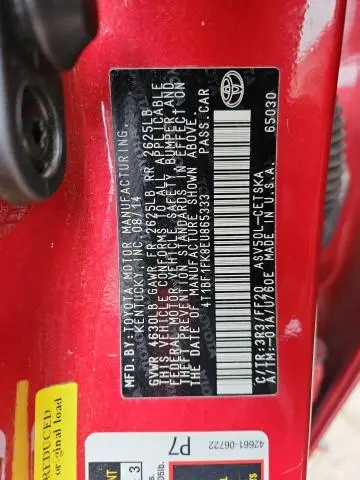 MFD. BY:
TOYOTA MOTOR MANUFACTURING,
KENTUCKY, INC. 08/14
GVWR 4630LB GAWR FR 2625LB RR 2625LB
THIS VEHICLE CONFORMS TO ALL APPLICABLE
FEDERAL MOTOR VEHICLE SAFETY, BUMPER, AND
THEFT PREVENTION STANDARDS IN EFFECT ON
THE DATE OF MANUFACTURE SHOWN ABOVE.
4T1BF1FK8EU865333 PASS.CAR
C/TR:3R3/FF20 ASV50L-CETSKA
A/TM:-01A/U760E MADE IN U.S.A. 65030
REDUCED
original load
42661-06722
P7
3